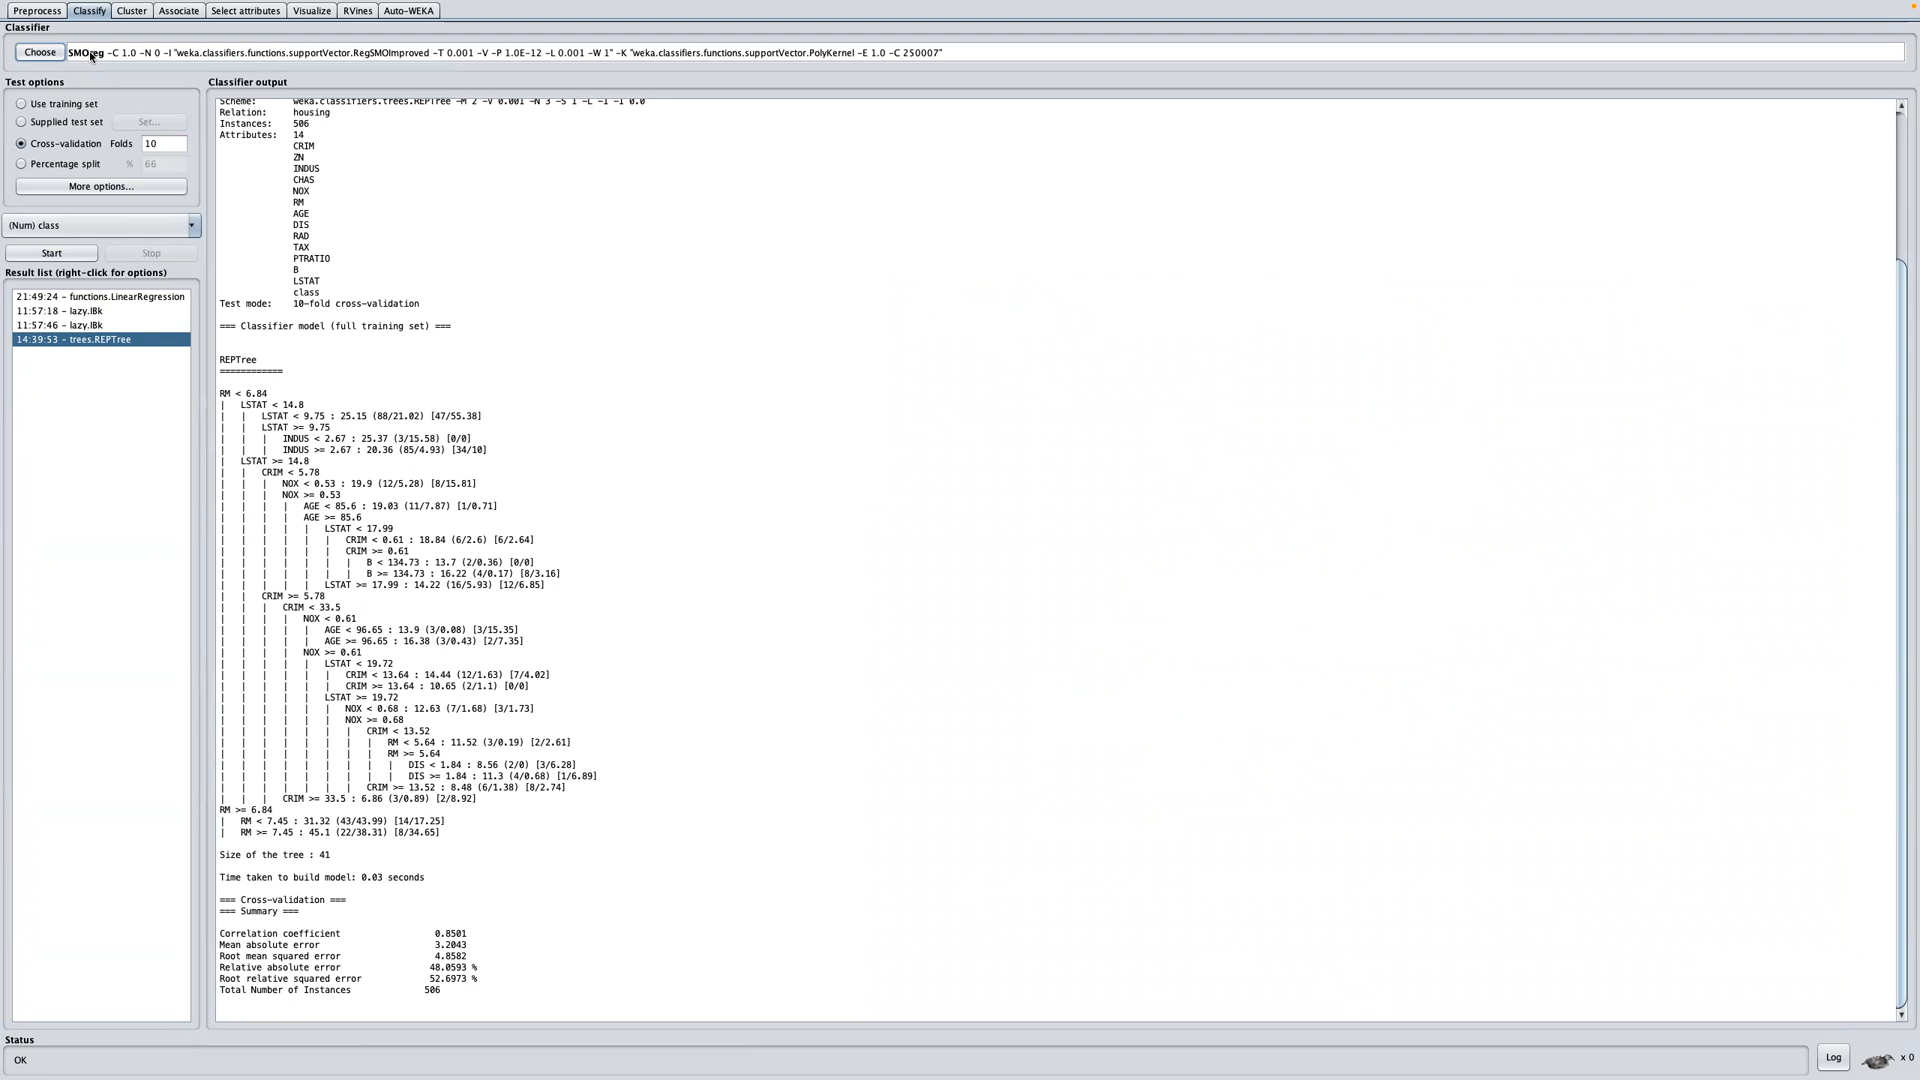 Preprocess Classify Cluster Associate Select attributes Visualize RVines Auto-WEKA
Classifier
Choose SMOreg -C 1.0 -N 0 -I "weka.classifiers.functions.supportVector.RegSMOImproved -T 0.001 -V -P 1.0E-12 -L 0.001 -W 1" -K "weka.classifiers.functions.supportVector.PolyKernel -E 1.0 -C 250007"
Test options
Use training set
Supplied test set Set...
Cross-validation Folds 10
Percentage split % 66
More options...
(Num) class
Start Stop
Result list (right-click for options)
21:49:24 - functions.LinearRegression
11:57:18 - lazy.IBk
11:57:46 - lazy.IBk
14:39:53 - trees.REPTree
Classifier output
Scheme: weka.classifiers.trees.REPTree -M 2 -V 0.001 -N 3 -S 1 -L -1 -I 0.0
Relation: housing
Instances: 506
Attributes: 14
CRIM
ZN
INDUS
CHAS
NOX
RM
AGE
DIS
RAD
TAX
PTRATIO
B
LSTAT
class
Test mode: 10-fold cross-validation
=== Classifier model (full training set) ===
REPTree
============
RM < 6.84
| LSTAT < 14.8
| | LSTAT < 9.75 : 25.15 (88/21.02) [47/55.38]
| | LSTAT >= 9.75
| | | INDUS < 2.67 : 25.37 (3/15.58) [0/0]
| | | INDUS >= 2.67 : 20.36 (85/4.93) [34/10]
| LSTAT >= 14.8
| | CRIM < 5.78
| | | NOX < 0.53 : 19.9 (12/5.28) [8/15.81]
| | | NOX >= 0.53
| | | | AGE < 85.6 : 19.03 (11/7.87) [1/0.71]
| | | | AGE >= 85.6
| | | | | LSTAT < 17.99
| | | | | | CRIM < 0.61 : 18.84 (6/2.6) [6/2.64]
| | | | | | CRIM >= 0.61
| | | | | | | B < 134.73 : 13.7 (2/0.36) [0/0]
| | | | | | | B >= 134.73 : 16.22 (4/0.17) [8/3.16]
| | | | | LSTAT >= 17.99 : 14.22 (16/5.93) [12/6.85]
| | CRIM >= 5.78
| | | CRIM < 33.5
| | | | NOX < 0.61
| | | | | AGE < 96.65 : 13.9 (3/0.08) [3/15.35]
| | | | | AGE >= 96.65 : 16.38 (3/0.43) [2/7.35]
| | | | NOX >= 0.61
| | | | | LSTAT < 19.72
| | | | | | CRIM < 13.64 : 14.44 (12/1.63) [7/4.02]
| | | | | | CRIM >= 13.64 : 10.65 (2/1.1) [0/0]
| | | | | LSTAT >= 19.72
| | | | | | NOX < 0.68 : 12.63 (7/1.68) [3/1.73]
| | | | | | NOX >= 0.68
| | | | | | | CRIM < 13.52
| | | | | | | | RM < 5.64 : 11.52 (3/0.19) [2/2.61]
| | | | | | | | RM >= 5.64
| | | | | | | | | DIS < 1.84 : 8.56 (2/0) [3/6.28]
| | | | | | | | | DIS >= 1.84 : 11.3 (4/0.68) [1/6.89]
| | | | | | | CRIM >= 13.52 : 8.48 (6/1.38) [8/2.74]
| | | CRIM >= 33.5 : 6.86 (3/0.89) [2/8.92]
RM >= 6.84
| RM < 7.45 : 31.32 (43/43.99) [14/17.25]
| RM >= 7.45 : 45.1 (22/38.31) [8/34.65]
Size of the tree : 41
Time taken to build model: 0.03 seconds
=== Cross-validation ===
=== Summary ===
Correlation coefficient 0.8501
Mean absolute error 3.2043
Root mean squared error 4.8582
Relative absolute error 48.0593 %
Root relative squared error 52.6973 %
Total Number of Instances 506
Status
OK
Log x 0